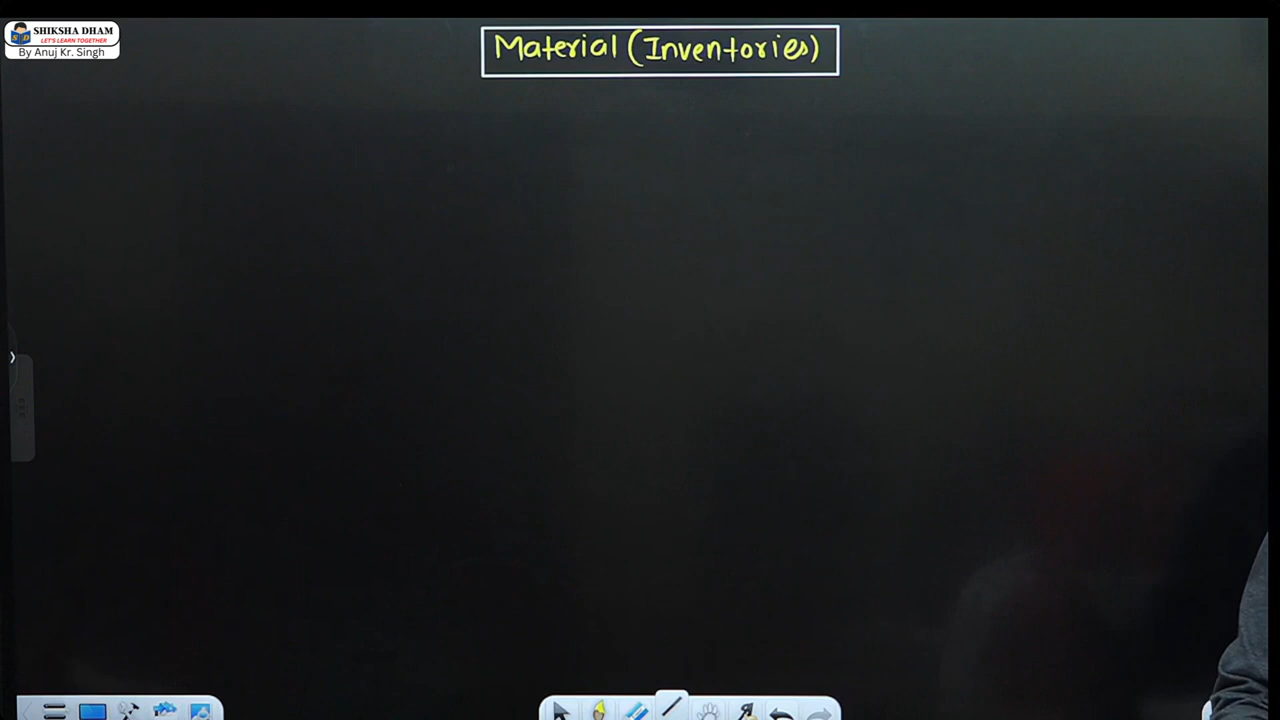 SHIKSHA DHAM
LET'S LEARN TOGETHER
By Anuj Kr. Singh
Material (Inventories)